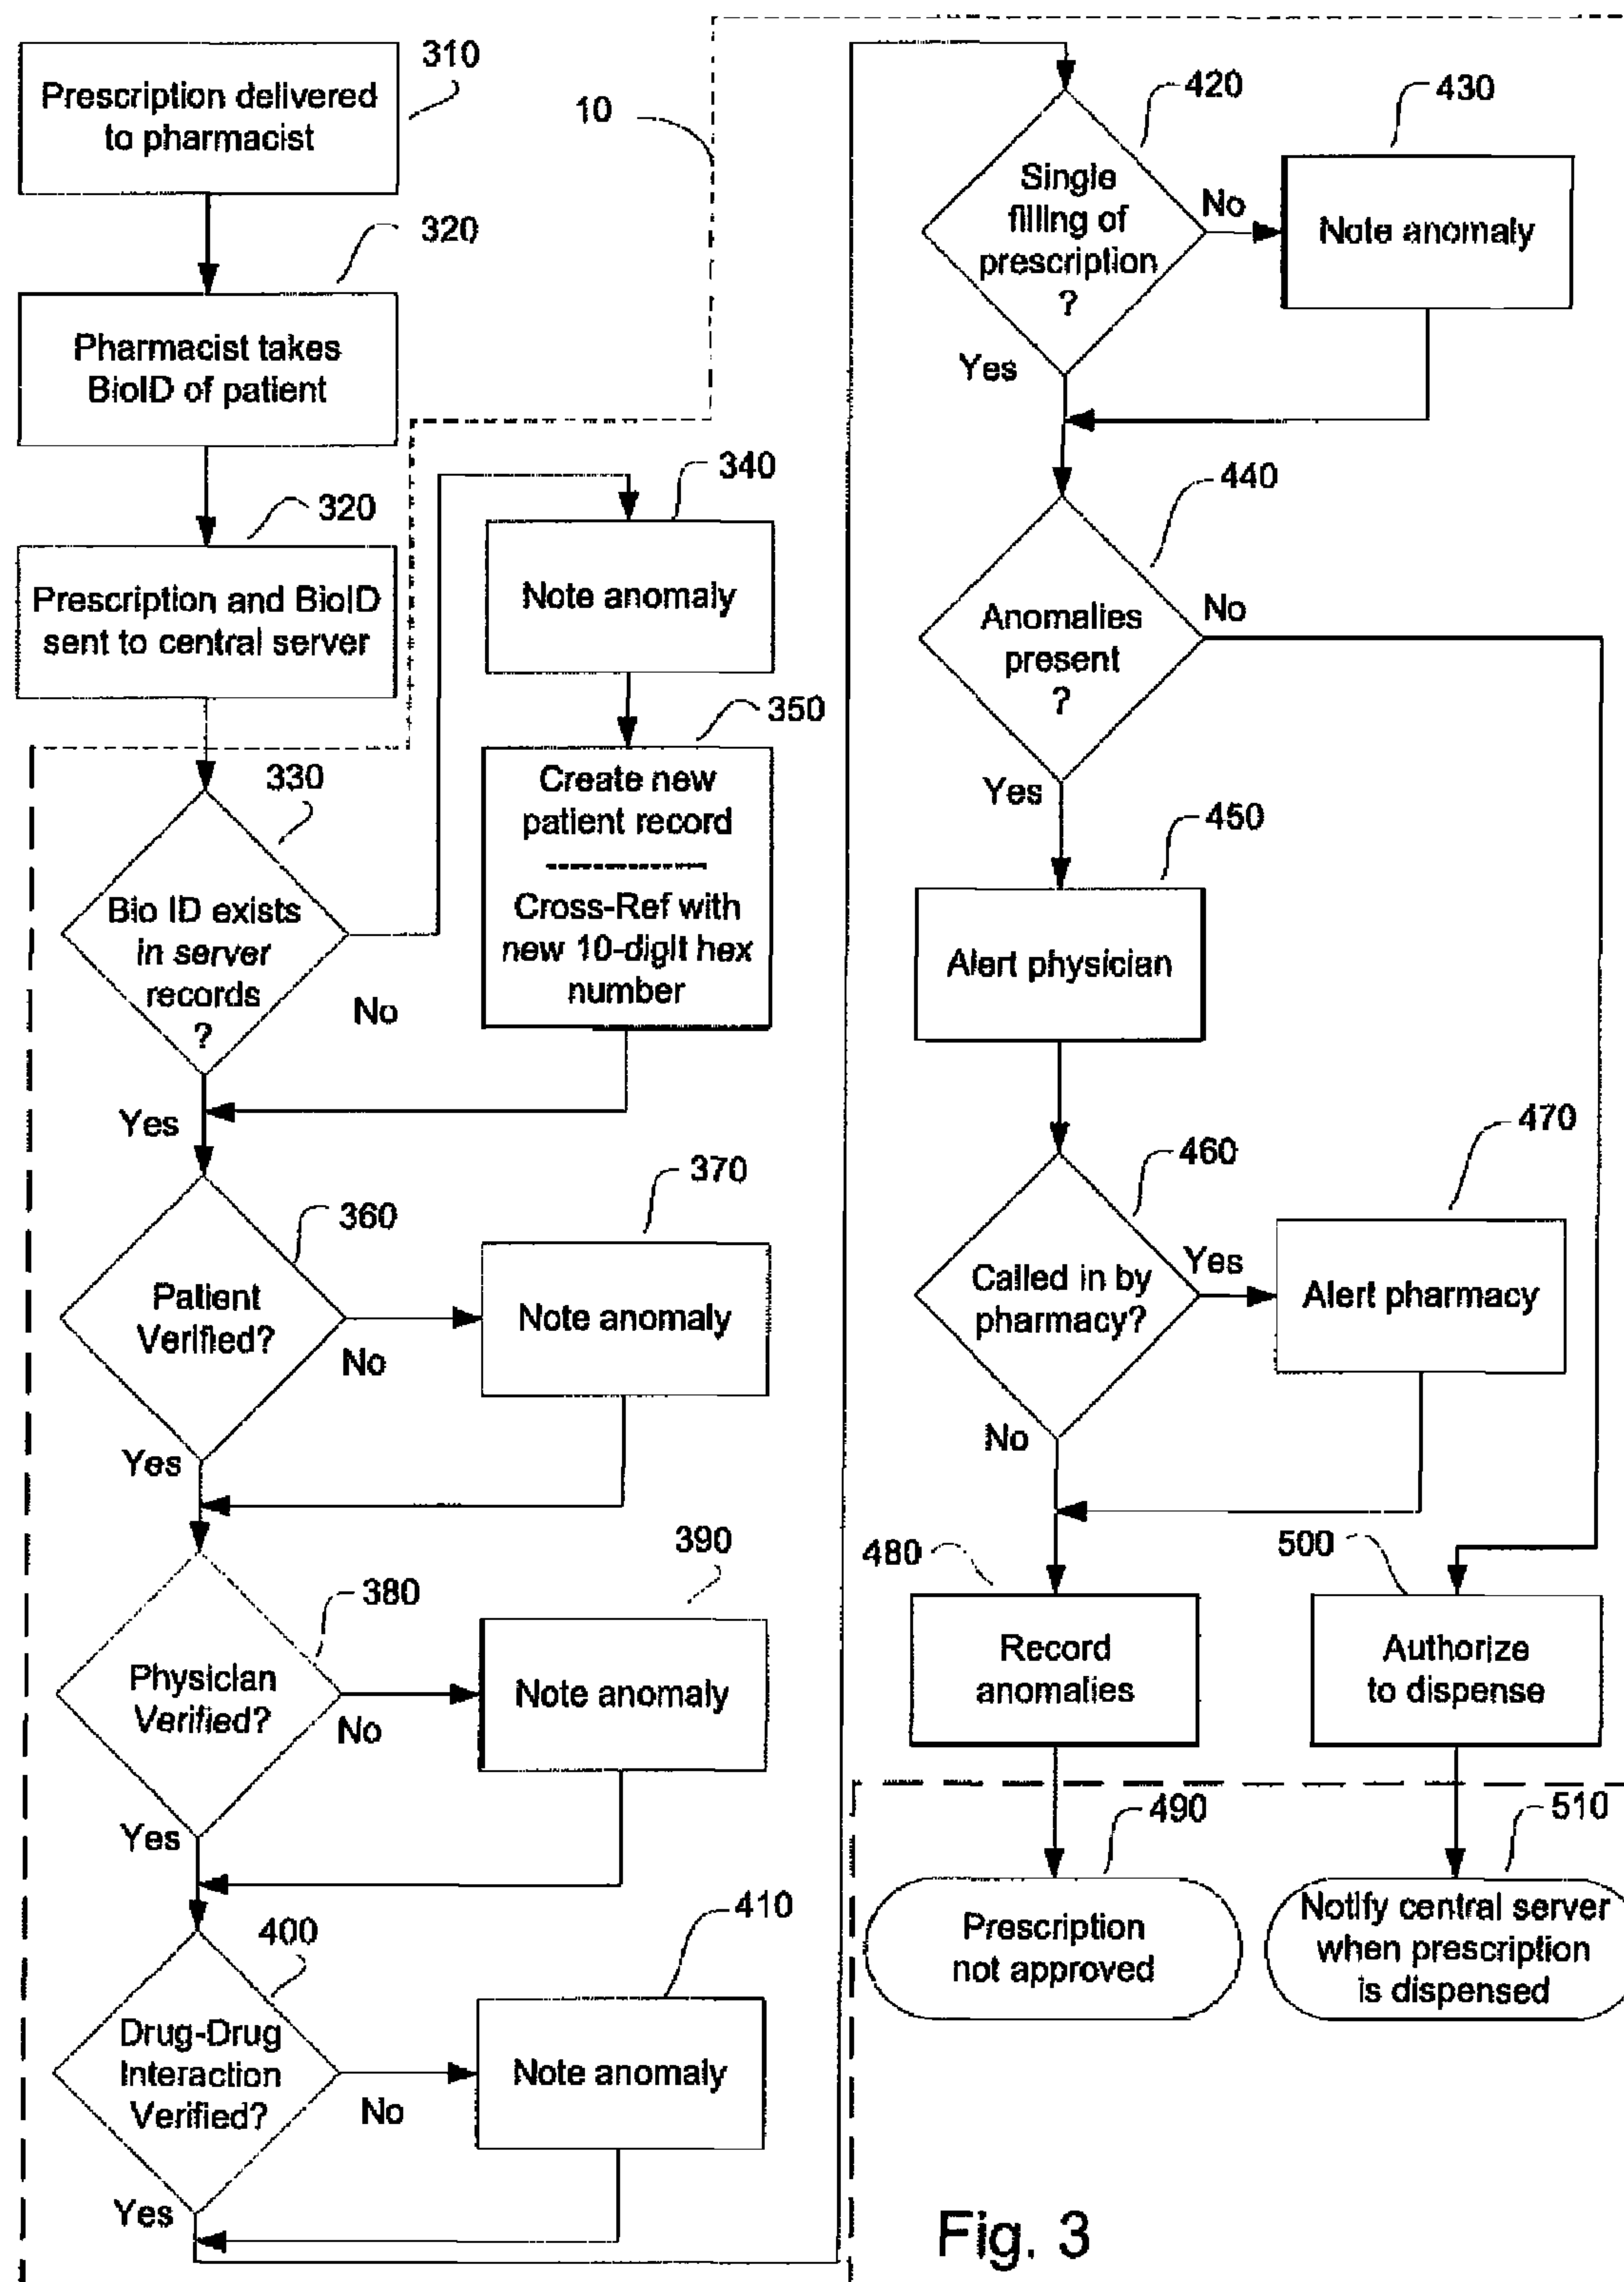 310
Prescription delivered
to pharmacist
10
320
Pharmacist takes
BioID of patient
320
Prescription and BioID
sent to central server
330
Bio ID exists
in server
records
?
No
Yes
340
Note anomaly
350
Create new
patient record
Cross-Ref with
new 10-digit hex
number
360
Patient
Verified?
No
Yes
370
Note anomaly
380
Physician
Verified?
No
Yes
390
Note anomaly
400
Drug-Drug
Interaction
Verified?
No
Yes
410
Note anomaly
420
Single
filling of
prescription
?
No
Yes
430
Note anomaly
440
Anomalies
present
?
No
Yes
450
Alert physician
460
Called in by
pharmacy?
Yes
No
470
Alert pharmacy
480
Record
anomalies
490
Prescription
not approved
500
Authorize
to dispense
510
Notify central server
when prescription
is dispensed
Fig. 3